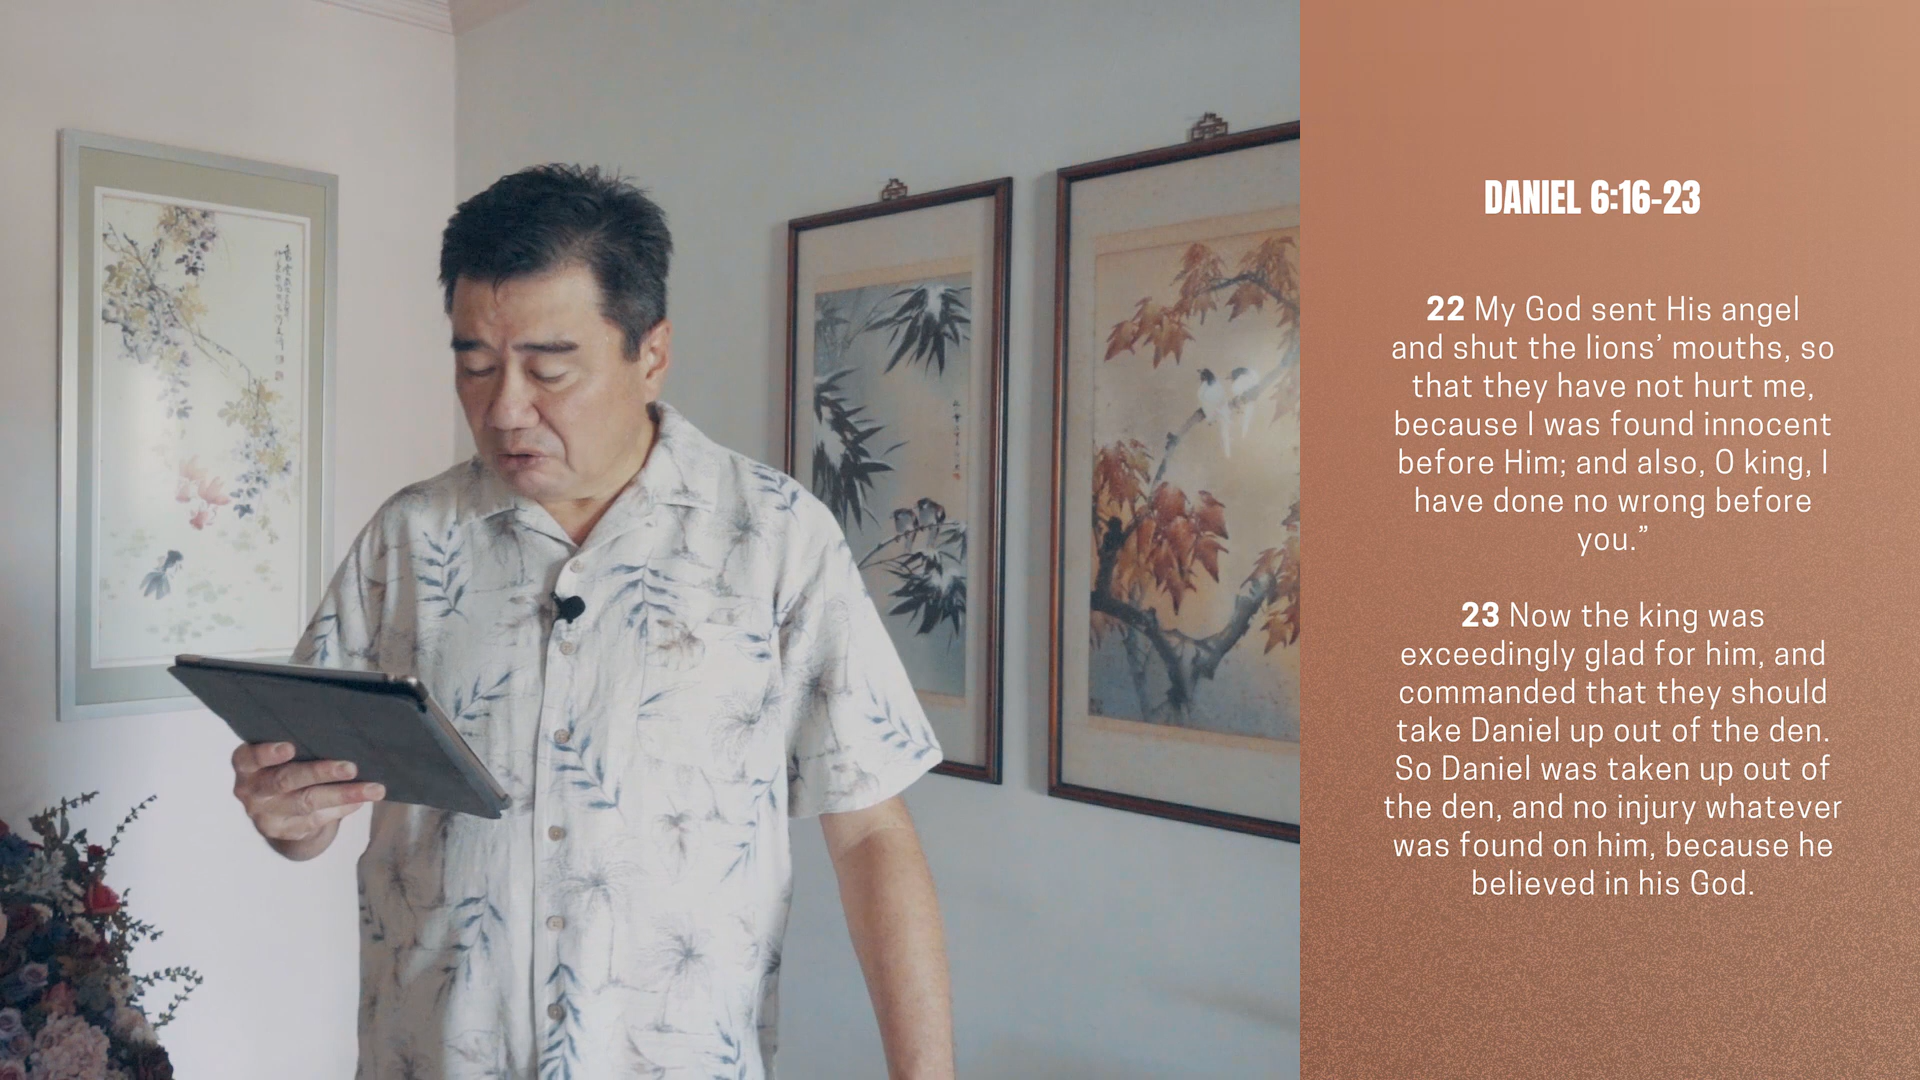 DANIEL 6:16-23
22 My God sent His angel
and shut the lions’ mouths, so
that they have not hurt me,
because I was found innocent
before Him; and also, O king, I
have done no wrong before
you.”
23 Now the king was
exceedingly glad for him, and
commanded that they should
take Daniel up out of the den.
So Daniel was taken up out of
the den, and no injury whatever
was found on him, because he
believed in his God.